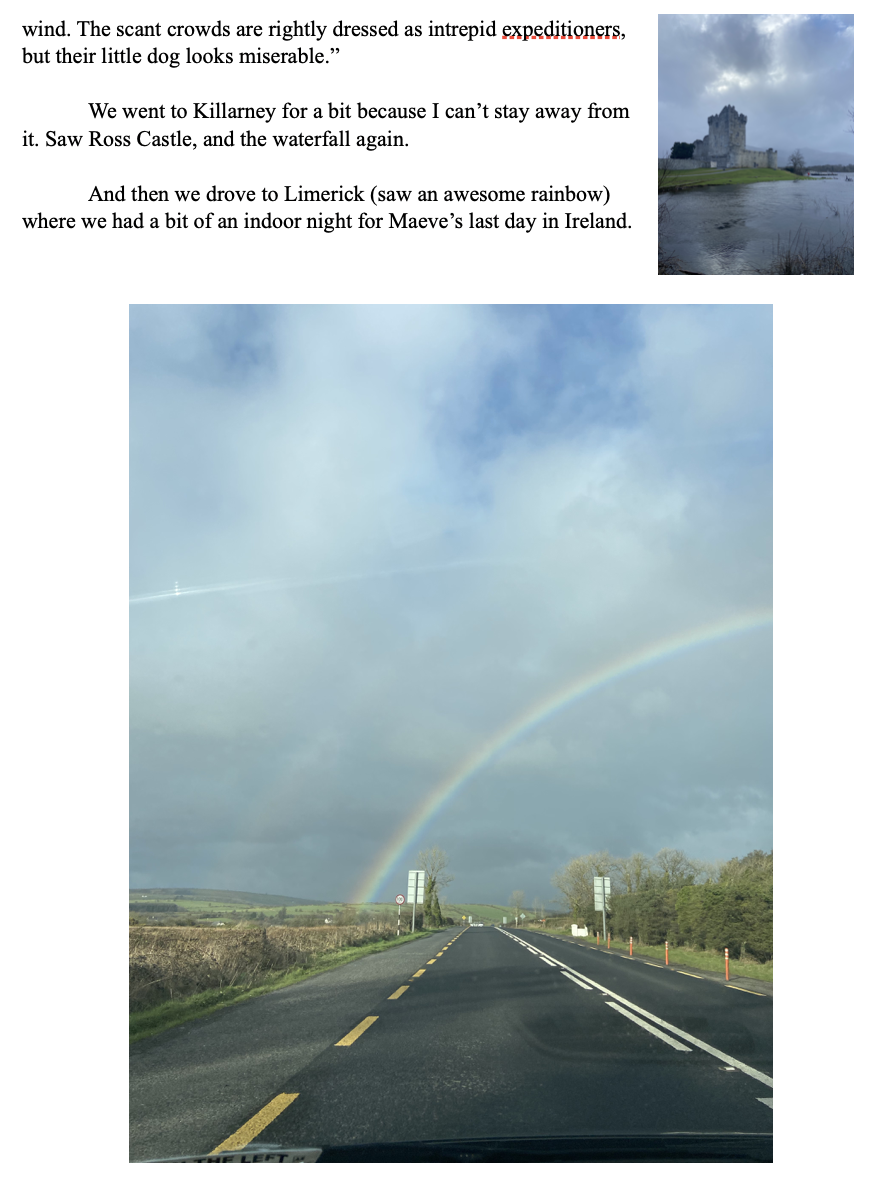 wind. The scant crowds are rightly dressed as intrepid expeditioners,
but their little dog looks miserable.”
We went to Killarney for a bit because I can’t stay away from
it. Saw Ross Castle, and the waterfall again.
And then we drove to Limerick (saw an awesome rainbow)
where we had a bit of an indoor night for Maeve’s last day in Ireland.
THE LEFT